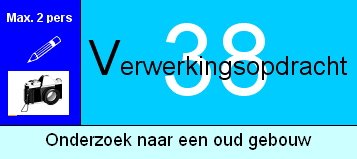 Max. 2 pers
38
Verwerkingsopdracht
Onderzoek naar een oud gebouw